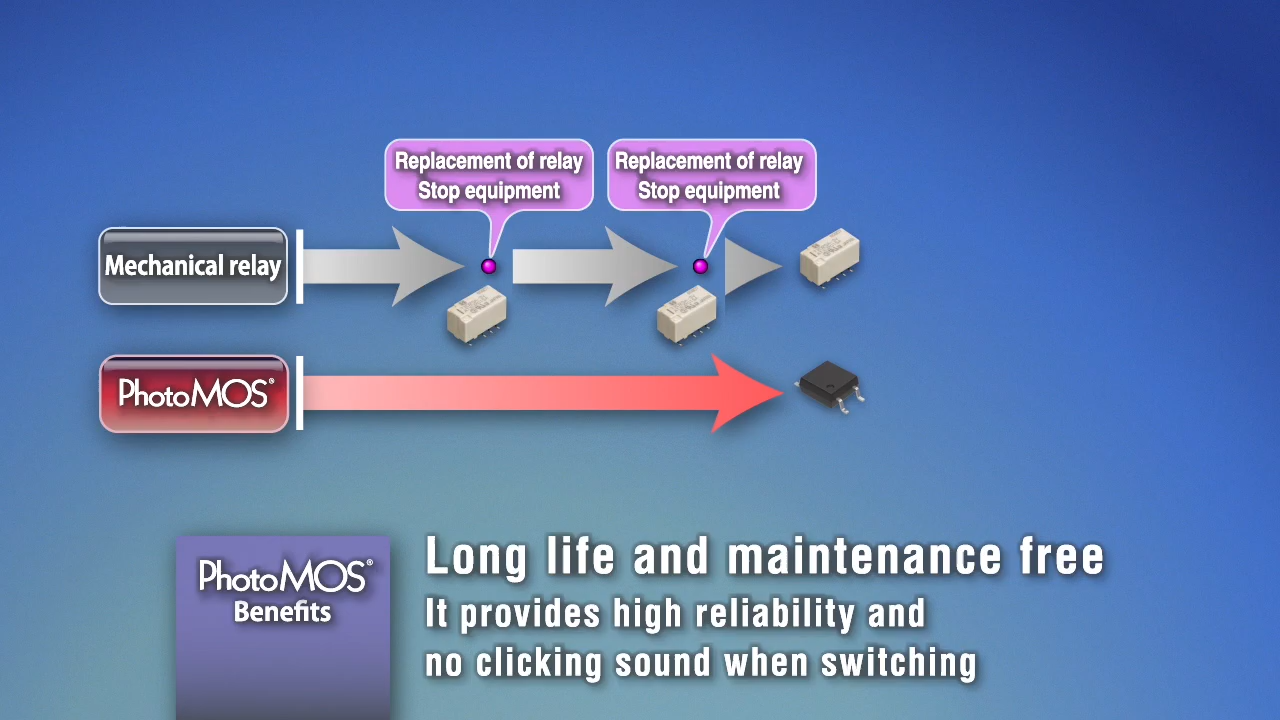 Replacement of relay
Stop equipment
Replacement of relay
Stop equipment
Mechanical relay
PhotoMOS®
PhotoMOS®
Benefits
Long life and maintenance free
It provides high reliability and
no clicking sound when switching